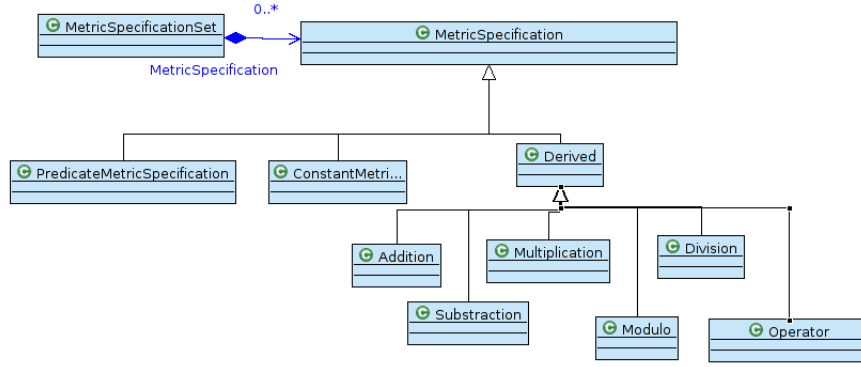 0..*
MetricSpecificationSet
MetricSpecification
MetricSpecification
PredicateMetricSpecification
ConstantMetri...
Derived
Addition
Multiplication
Division
Substraction
Modulo
Operator